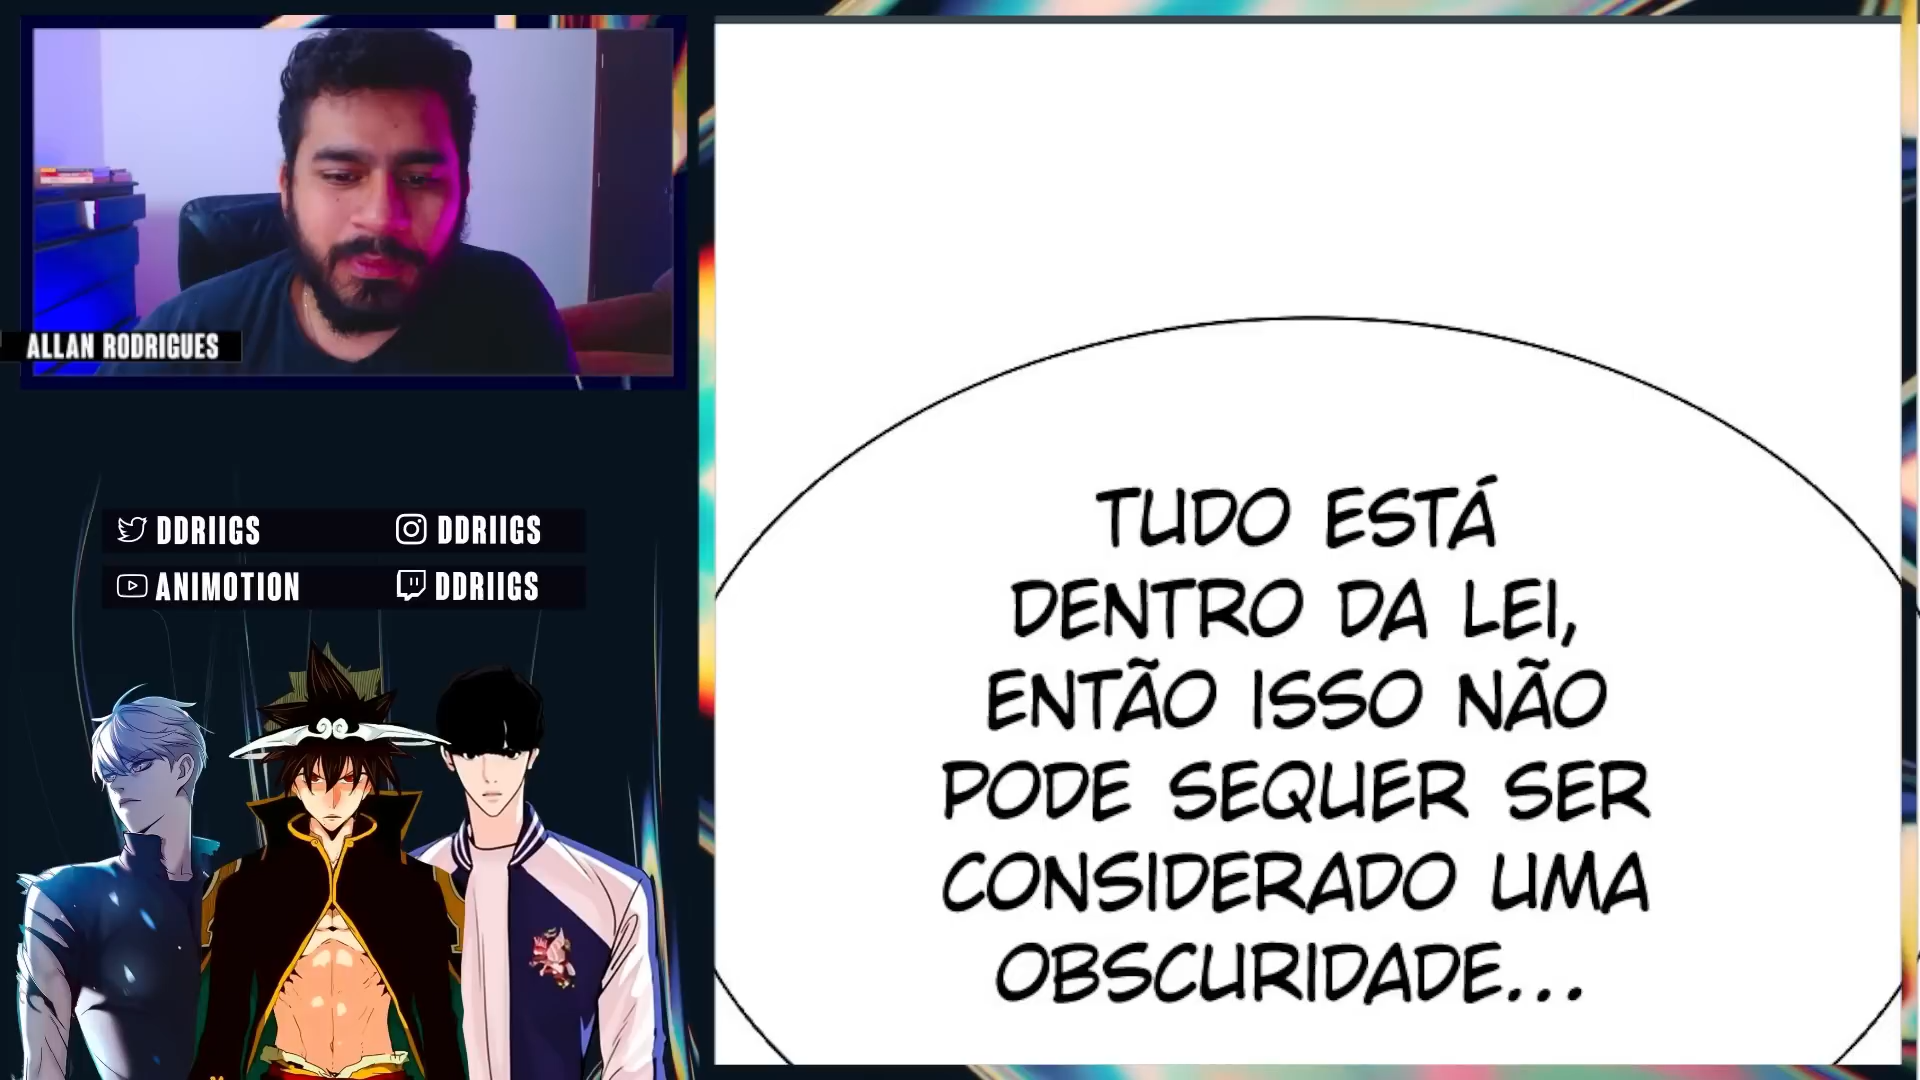 ALLAN RODRIGUES
DDRIIGS
DDRIIGS
ANIMOTION
DDRIIGS
TUDO ESTÁ
DENTRO DA LEI,
ENTÃO ISSO NÃO
PODE SEQUER SER
CONSIDERADO UMA
OBSCURIDADE...